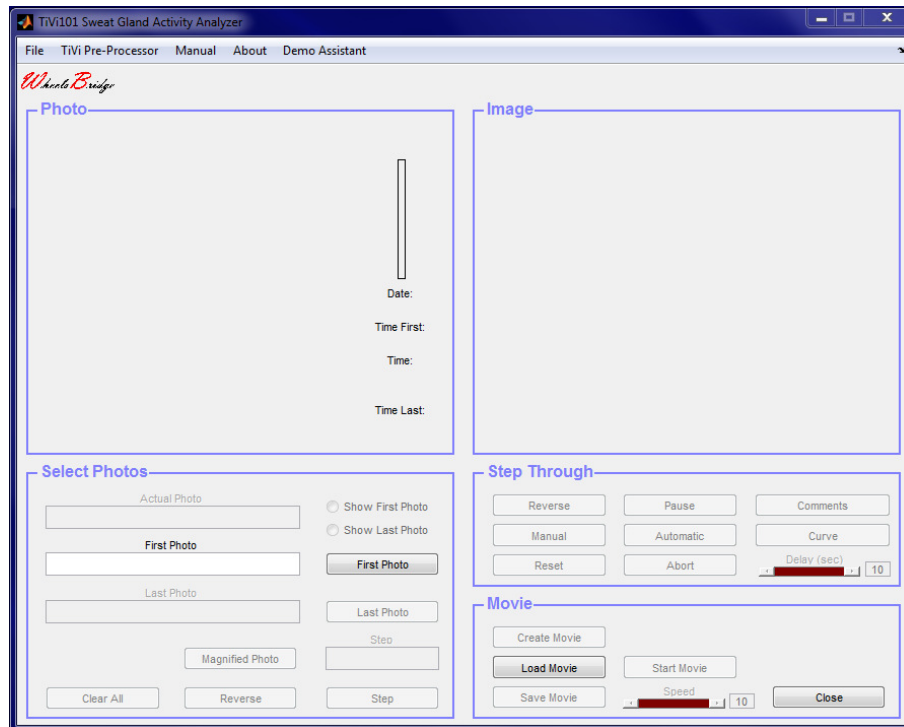 TiVi101 Sweat Gland Activity Analyzer
File TiVi Pre-Processor Manual About Demo Assistant
WheelsBridge
Photo
Date:
Time First:
Time:
Time Last:
Image
Select Photos
Actual Photo
Show First Photo
Show Last Photo
First Photo
First Photo
Last Photo
Last Photo
Step
Magnified Photo
Clear All Reverse Step
Step Through
Reverse Pause Comments
Manual Automatic Curve
Delay (sec)
Reset Abort 10
Movie
Create Movie
Load Movie Start Movie
Speed
Save Movie 10 Close